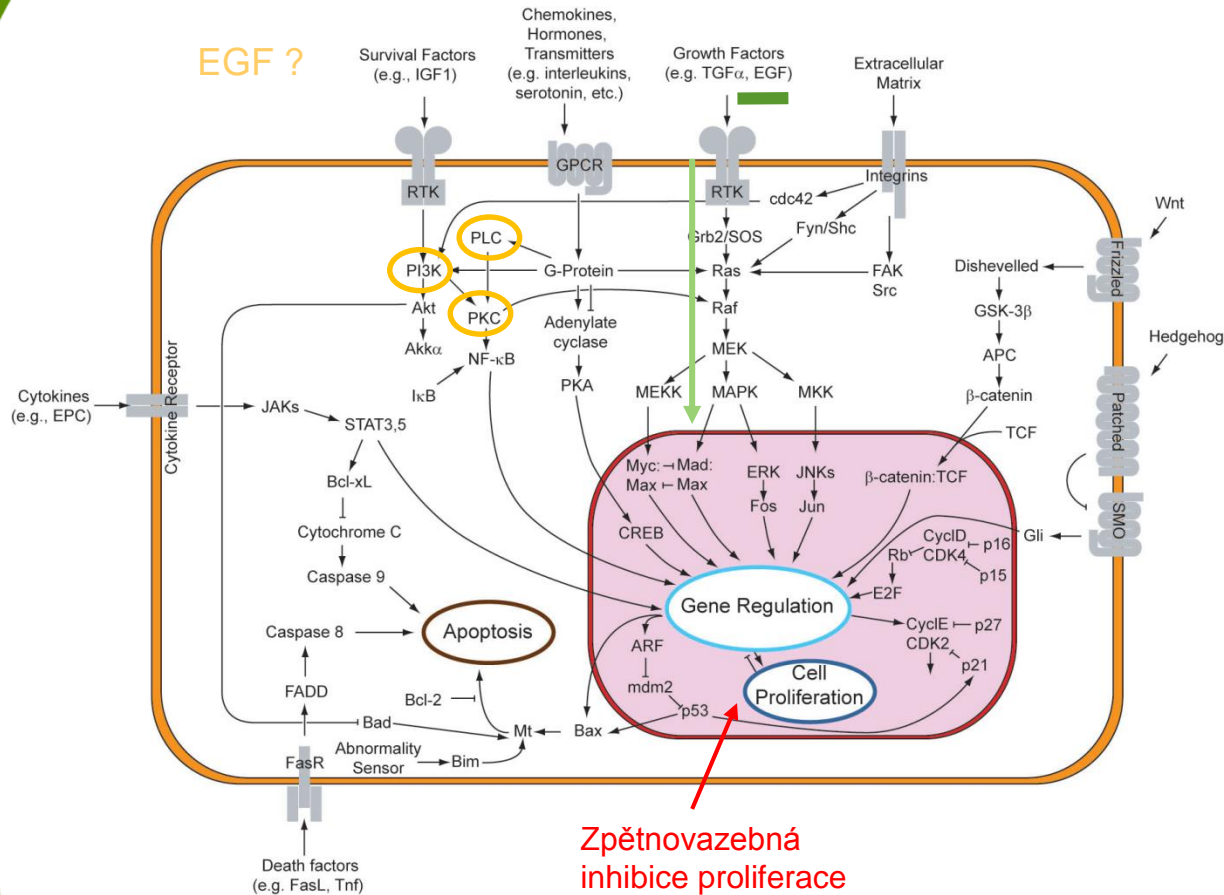 EGF ?
Survival Factors
(e.g., IGF1)
Chemokines,
Hormones,
Transmitters
(e.g. interleukins,
serotonin, etc.)
Growth Factors
(e.g. TGFα, EGF)
Extracellular
Matrix
RTK
GPCR
RTK
Integrins
cdc42
Wnt
Fyn/Shc
Grb2/SOS
PLC
Frizzled
PI3K
G-Protein
Ras
FAK
Src
Dishevelled
Akt
PKC
Raf
GSK-3β
Adenylate
cyclase
Akkα
NF-κB
MEK
APC
Hedgehog
IκB
PKA
MEKK
MAPK
MKK
β-catenin
Cytokines
(e.g., EPC)
Cytokine Receptor
JAKs
STAT3,5
TCF
Patched
Myc:
Mad:
Max
Max
ERK
JNKs
β-catenin:TCF
Bcl-xL
Fos
Jun
Cytochrome C
CREB
Gli
SMO
CyclD
p16
Rb
CDK4
p15
Caspase 9
E2F
Gene Regulation
Caspase 8
Apoptosis
CyclE
p27
CDK2
ARF
p21
FADD
mdm2
Cell
Proliferation
Bcl-2
p53
Bad
Mt
Bax
Abnormality
Sensor
Bim
FasR
Death factors
(e.g. FasL, Tnf)
Zpětnovazebná
inhibice proliferace